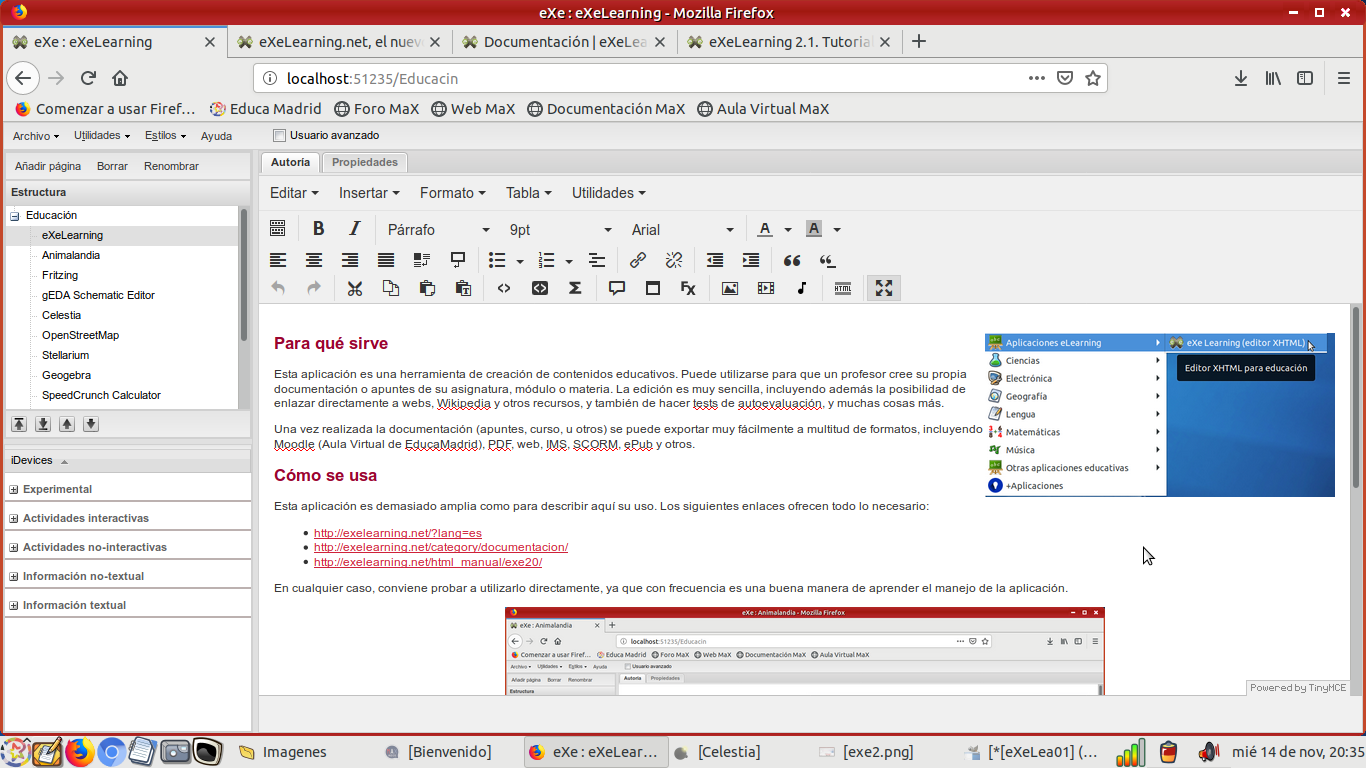 eXe : eXeLearning - Mozilla Firefox
eXe : eXeLearning
eXeLearning.net, el nuev
Documentación | eXeLea
eXeLearning 2.1. Tutoria
localhost:51235/Educacin
Comenzar a usar Firef…
Educa Madrid
Foro MaX
Web MaX
Documentación MaX
Aula Virtual MaX
Archivo
Utilidades
Estilos
Ayuda
Usuario avanzado
Añadir página
Borrar
Renombrar
Estructura
Educación
eXeLearning
Animalandia
Fritzing
gEDA Schematic Editor
Celestia
OpenStreetMap
Stellarium
Geogebra
SpeedCrunch Calculator
iDevices
Experimental
Actividades interactivas
Actividades no-interactivas
Información no-textual
Información textual
Autoría
Propiedades
Editar
Insertar
Formato
Tabla
Utilidades
B
I
Párrafo
9pt
Arial
A
A
HTML
Para qué sirve
Esta aplicación es una herramienta de creación de contenidos educativos. Puede utilizarse para que un profesor cree su propia
documentación o apuntes de su asignatura, módulo o materia. La edición es muy sencilla, incluyendo además la posibilidad de
enlazar directamente a webs, Wikipedia y otros recursos, y también de hacer tests de autoevaluación, y muchas cosas más.
Una vez realizada la documentación (apuntes, curso, u otros) se puede exportar muy fácilmente a multitud de formatos, incluyendo
Moodle (Aula Virtual de EducaMadrid), PDF, web, IMS, SCORM, ePub y otros.
Aplicaciones eLearning
Ciencias
Electrónica
Geografía
Lengua
Matemáticas
Música
Otras aplicaciones educativas
+Aplicaciones
eXe Learning (editor XHTML)
Editor XHTML para educación
Cómo se usa
Esta aplicación es demasiado amplia como para describir aquí su uso. Los siguientes enlaces ofrecen todo lo necesario:
http://exelearning.net/?lang=es
http://exelearning.net/category/documentacion/
http://exelearning.net/html_manual/exe20/
En cualquier caso, conviene probar a utilizarlo directamente, ya que con frecuencia es una buena manera de aprender el manejo de la aplicación.
eXe : Animalandia - Mozilla Firefox
eXe : Animalandia
localhost:51235/Educacin
Comenzar a usar Firef…
Educa Madrid
Foro MaX
Web MaX
Documentación MaX
Aula Virtual MaX
Archivo
Utilidades
Estilos
Ayuda
Usuario avanzado
Añadir página
Borrar
Renombrar
Autoría
Propiedades
Estructura
Powered by TinyMCE
Imagenes
[Bienvenido]
eXe : eXeLear…
[Celestia]
[exe2.png]
[*[eXeLea01] (…
mié 14 de nov, 20:35